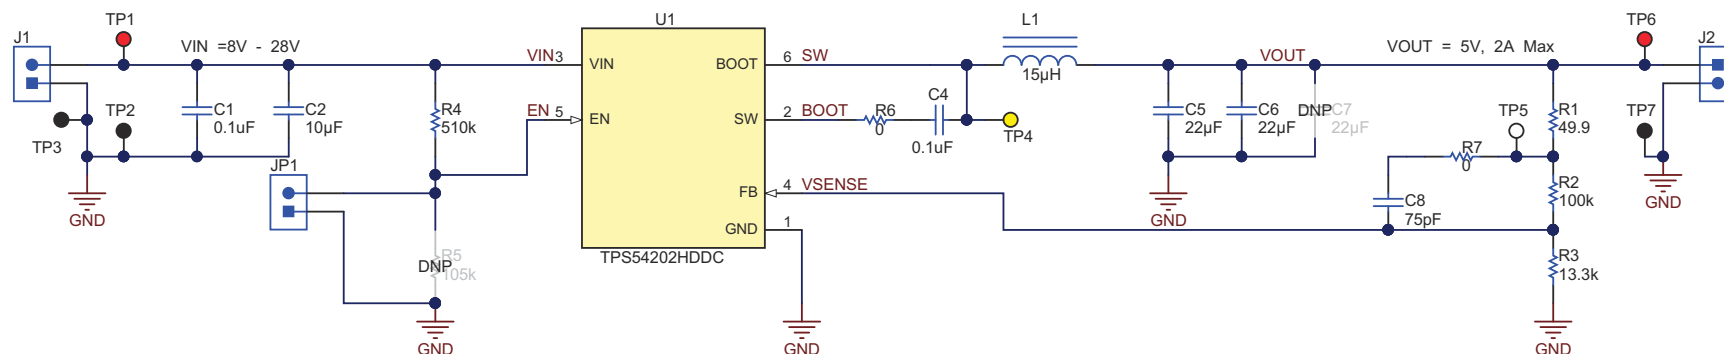 J1
TP1
VIN =8V - 28V
TP3
TP2
C1
0.1uF
C2
10µF
R4
510k
JP1
R5
DNP
105k
GND
GND
U1
VIN
3
VIN
EN
5
EN
BOOT
6
SW
SW
2
BOOT
FB
4
VSENSE
GND
1
TPS54202HDDC
GND
R6
0
C4
0.1uF
TP4
L1
15µH
VOUT
C5
22µF
C6
22µF
DNP
C7
22µF
GND
VOUT = 5V, 2A Max
TP6
J2
TP5
R1
49.9
R7
0
R2
100k
C8
75pF
R3
13.3k
GND
TP7
GND